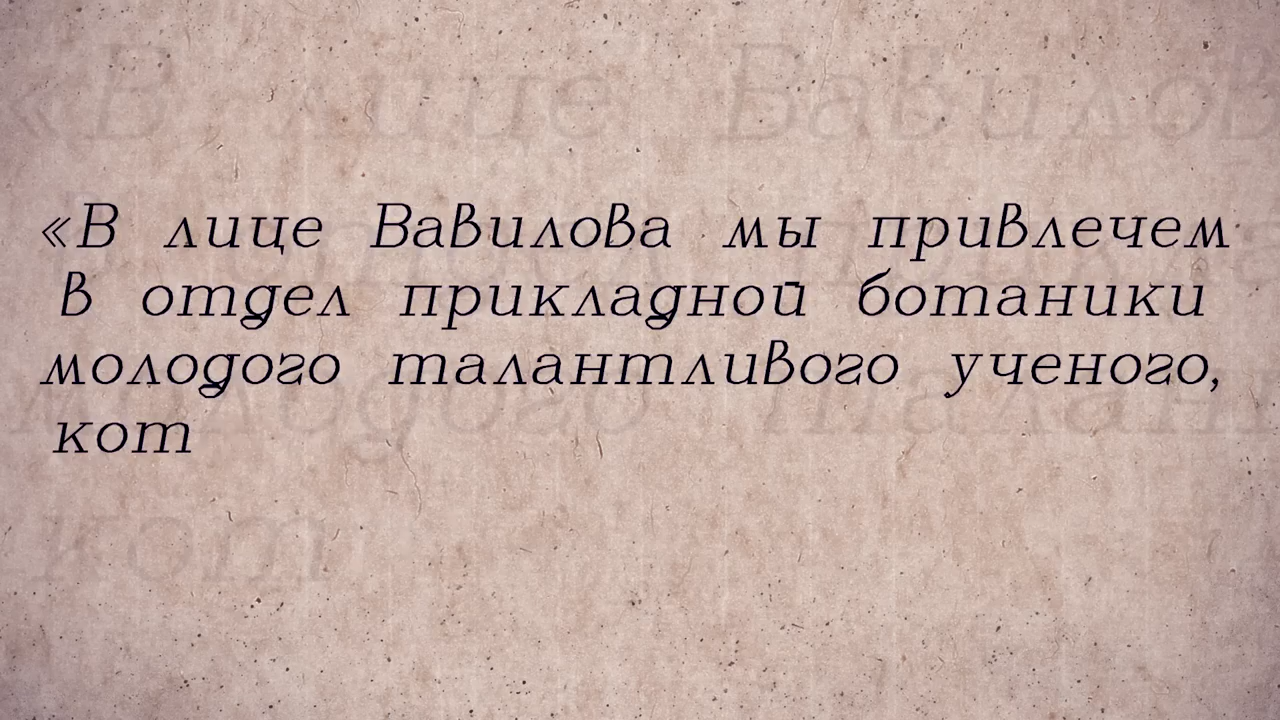 «В лице Вавилова мы привлечем
в отдел прикладной ботаники
молодого талантливого ученого,
кот